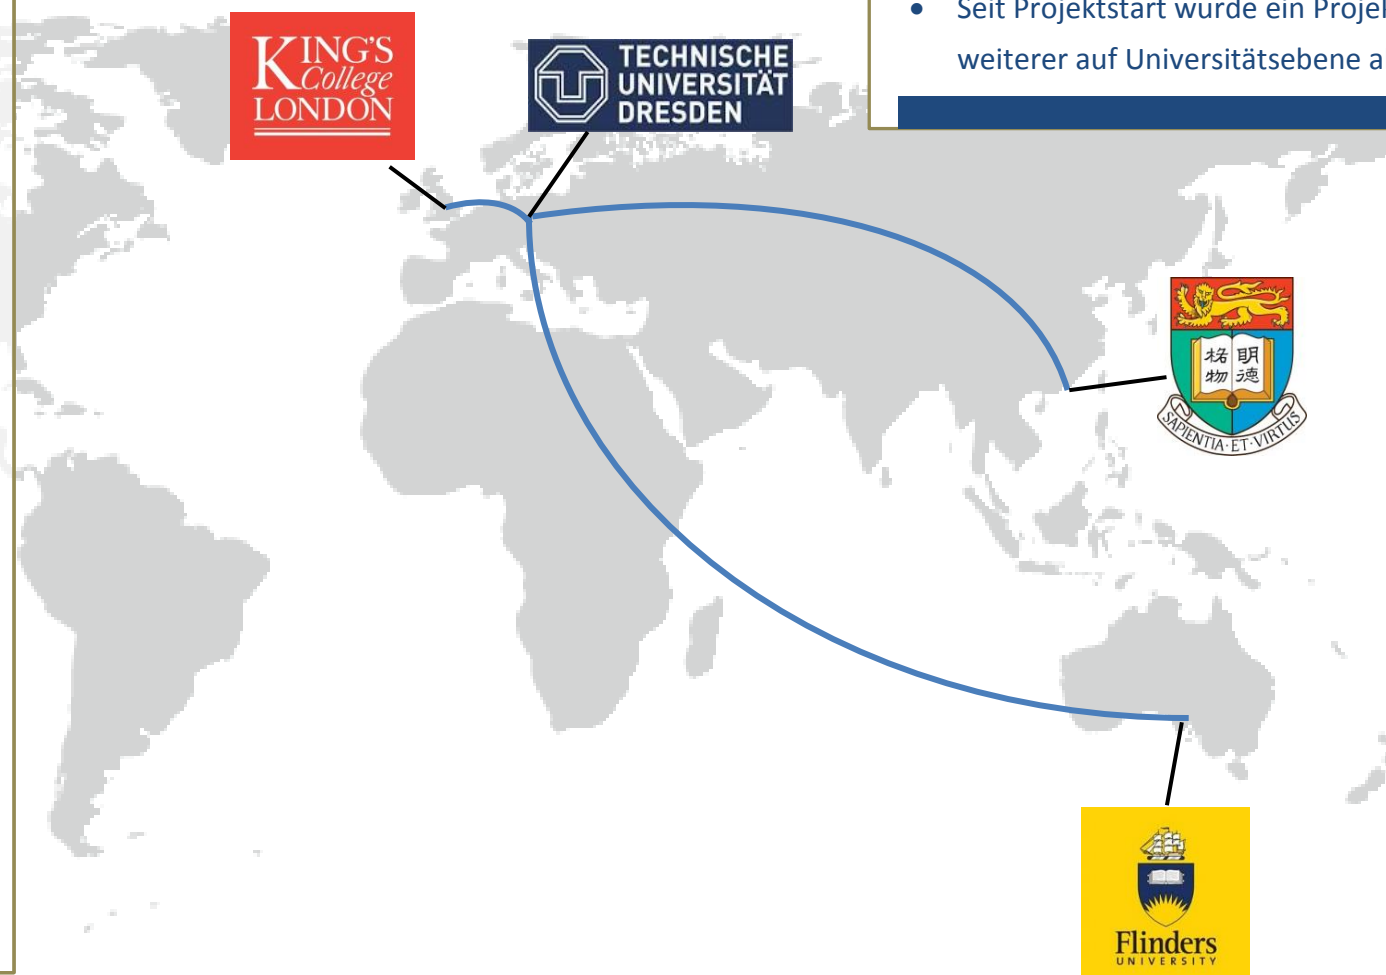 Seit Projektstart wurde ein Projek
weiterer auf Universitätsebene a
KING'S
College
LONDON
TECHNISCHE
UNIVERSITÄT
DRESDEN
格 明
物 德
SAPIENTIA·ET·VIRTUS
Flinders
UNIVERSITY